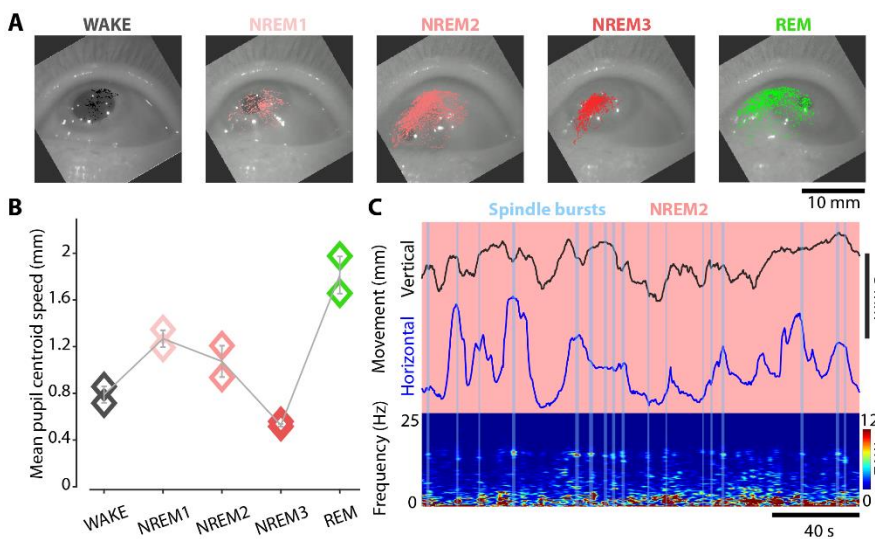 A
WAKE
NREM1
NREM2
NREM3
REM
10 mm
B
Mean pupil centroid speed (mm)
2
1.6
1.2
0.8
0.4
0
WAKE
NREM1
NREM2
NREM3
REM
C
Spindle bursts
NREM2
Movement (mm)
Vertical
Horizontal
Frequency (Hz)
25
0
12
0
40 s